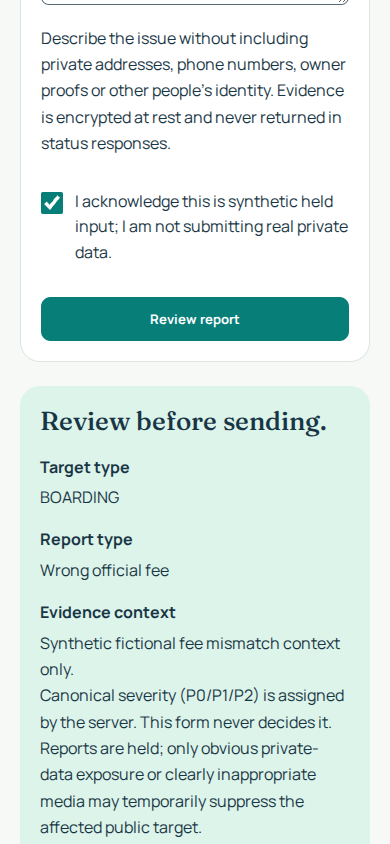 Describe the issue without including
private addresses, phone numbers, owner
proofs or other people's identity. Evidence
is encrypted at rest and never returned in
status responses.
I acknowledge this is synthetic held
input; I am not submitting real private
data.
Review report
Review before sending.
Target type
BOARDING
Report type
Wrong official fee
Evidence context
Synthetic fictional fee mismatch context
only.
Canonical severity (P0/P1/P2) is assigned
by the server. This form never decides it.
Reports are held; only obvious private-
data exposure or clearly inappropriate
media may temporarily suppress the
affected public target.